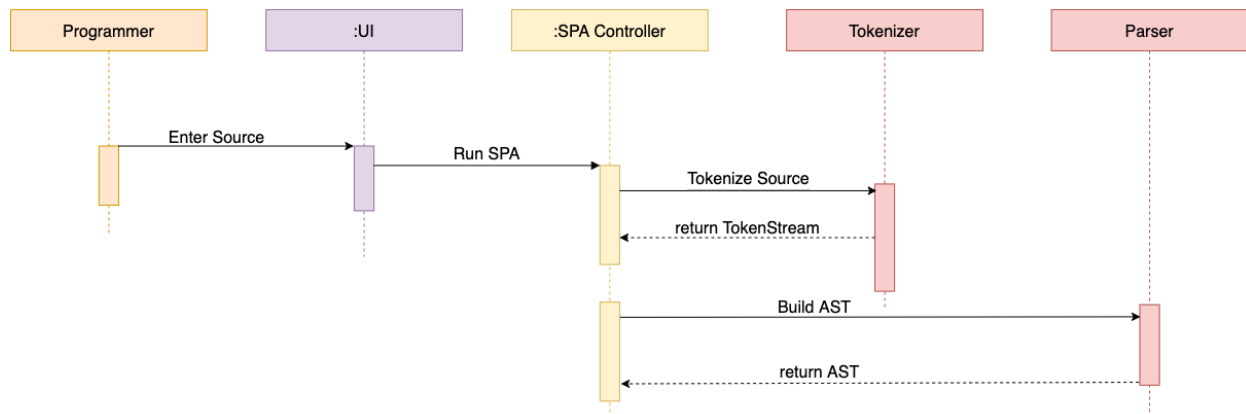 Programmer
:UI
:SPA Controller
Tokenizer
Parser
Enter Source
Run SPA
Tokenize Source
return TokenStream
Build AST
return AST